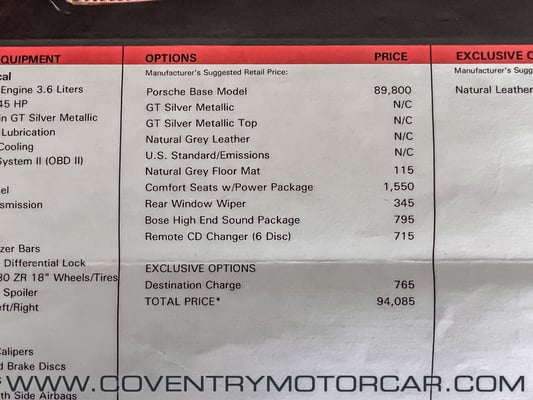 QUIPMENT
cal
Engine 3.6 Liters
45 HP
in GT Silver Metallic
Lubrication
Cooling
System II (OBD II)
el
nsmission
zer Bars
Differential Lock
30 ZR 18" Wheels/Tires
Spoiler
eft/Right
Calipers
d Brake Discs
th Side Airbags
OPTIONS PRICE
Manufacturer's Suggested Retail Price:
Porsche Base Model 89,800
GT Silver Metallic N/C
GT Silver Metallic Top N/C
Natural Grey Leather N/C
U.S. Standard/Emissions N/C
Natural Grey Floor Mat 115
Comfort Seats w/Power Package 1,550
Rear Window Wiper 345
Bose High End Sound Package 795
Remote CD Changer (6 Disc) 715
EXCLUSIVE OPTIONS
Destination Charge 765
TOTAL PRICE* 94,085
EXCLUSIVE O
Manufacturer's Sugg
Natural Leather
WWW.COVENTRYMOTORCAR.COM